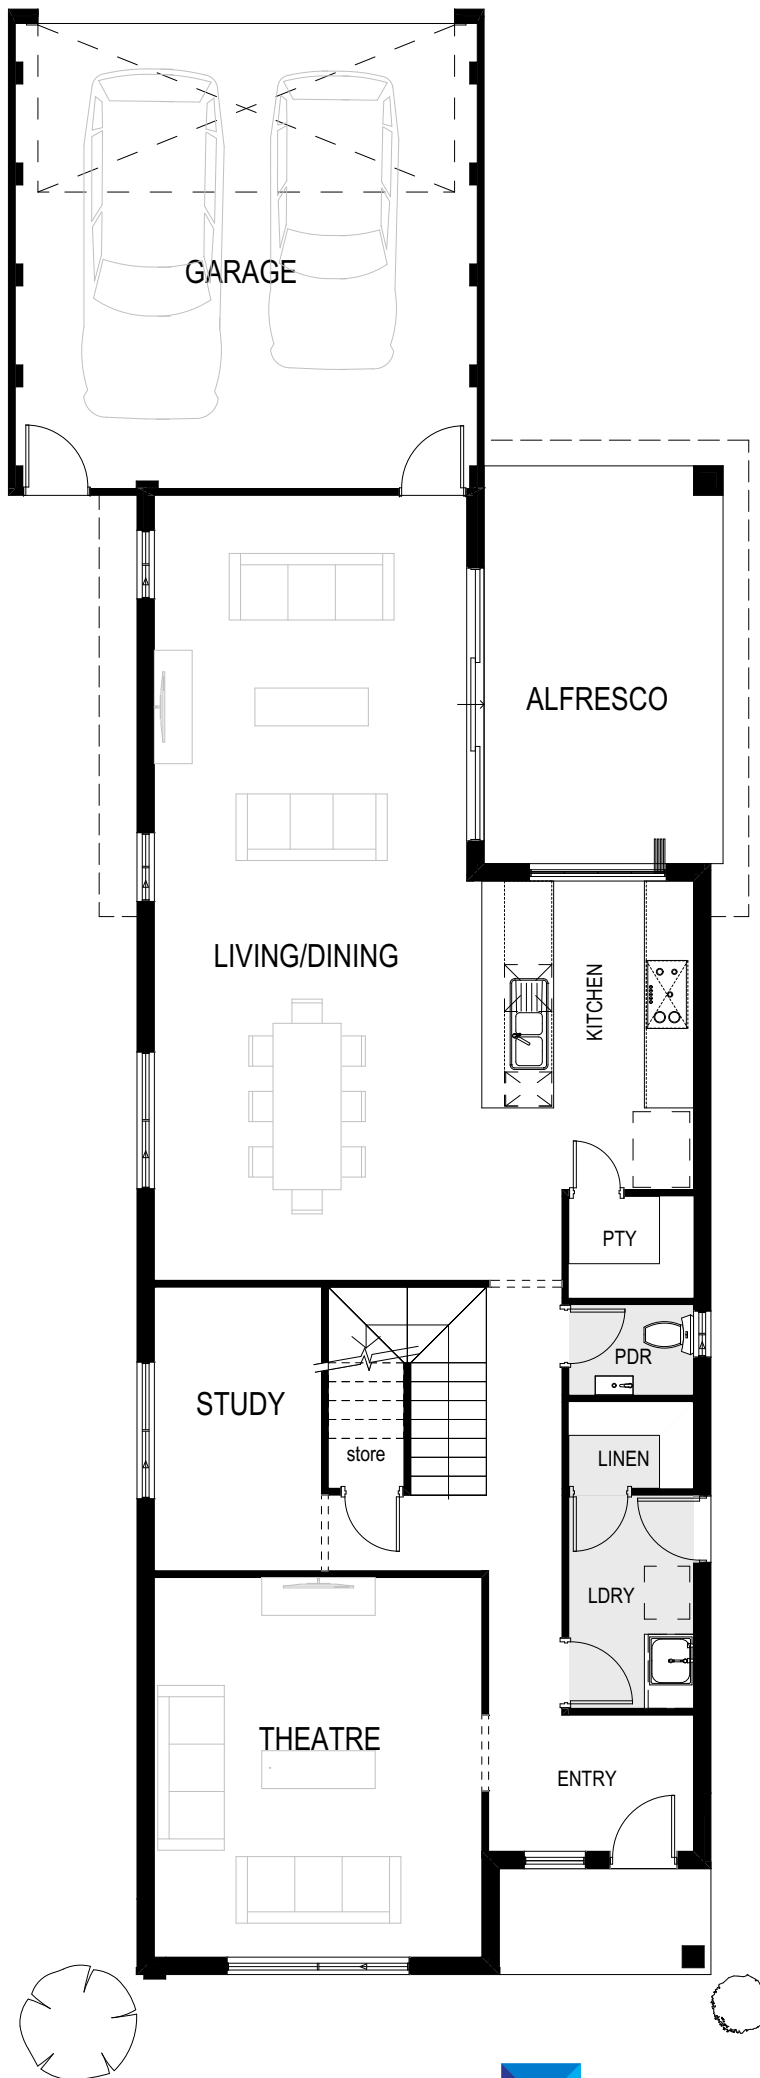 GARAGE
ALFRESCO
LIVING/DINING
KITCHEN
PTY
PDR
STUDY
store
LINEN
LDRY
THEATRE
ENTRY